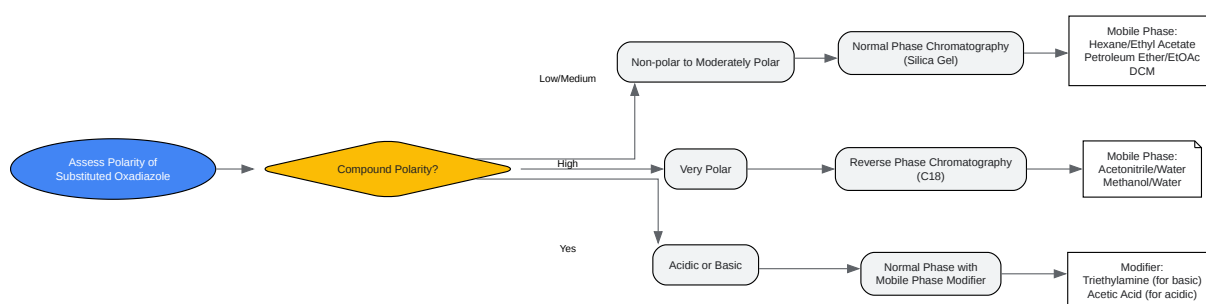 Assess Polarity of
Substituted Oxadiazole
Compound Polarity?
Low/Medium
High
Yes
Non-polar to Moderately Polar
Very Polar
Acidic or Basic
Normal Phase Chromatography
(Silica Gel)
Reverse Phase Chromatography
(C18)
Normal Phase with
Mobile Phase Modifier
Mobile Phase:
Hexane/Ethyl Acetate
Petroleum Ether/EtOAc
DCM
Mobile Phase:
Acetonitrile/Water
Methanol/Water
Modifier:
Triethylamine (for basic)
Acetic Acid (for acidic)